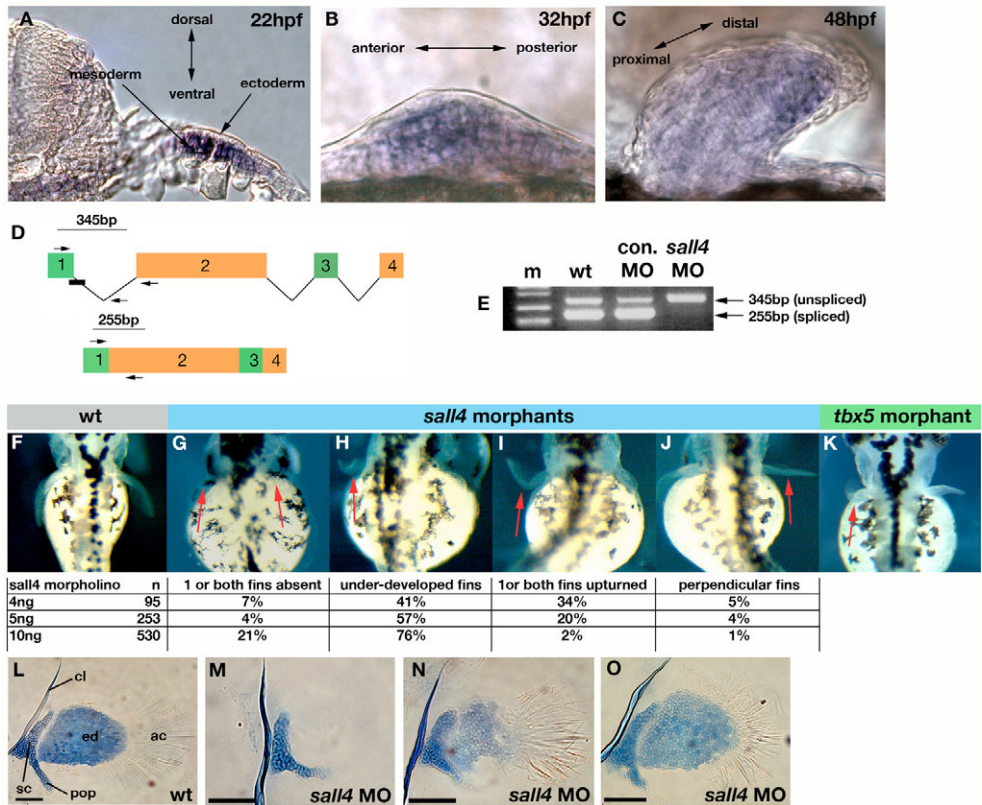 A 22hpf
dorsal
mesoderm
ventral
ectoderm
B 32hpf
anterior posterior
C 48hpf
distal
proximal
D
345bp
1 2 3 4
255bp
1 2 3 4
E
m wt con. MO sall4 MO
345bp (unspliced)
255bp (spliced)
wt sall4 morphants tbx5 morphant
F G H I J K
sall4 morpholino n 1 or both fins absent under-developed fins 1or both fins upturned perpendicular fins
4ng 95 7% 41% 34% 5%
5ng 253 4% 57% 20% 4%
10ng 530 21% 76% 2% 1%
L
cl
ed
ac
sc
pop
wt
M
sall4 MO
N
sall4 MO
O
sall4 MO